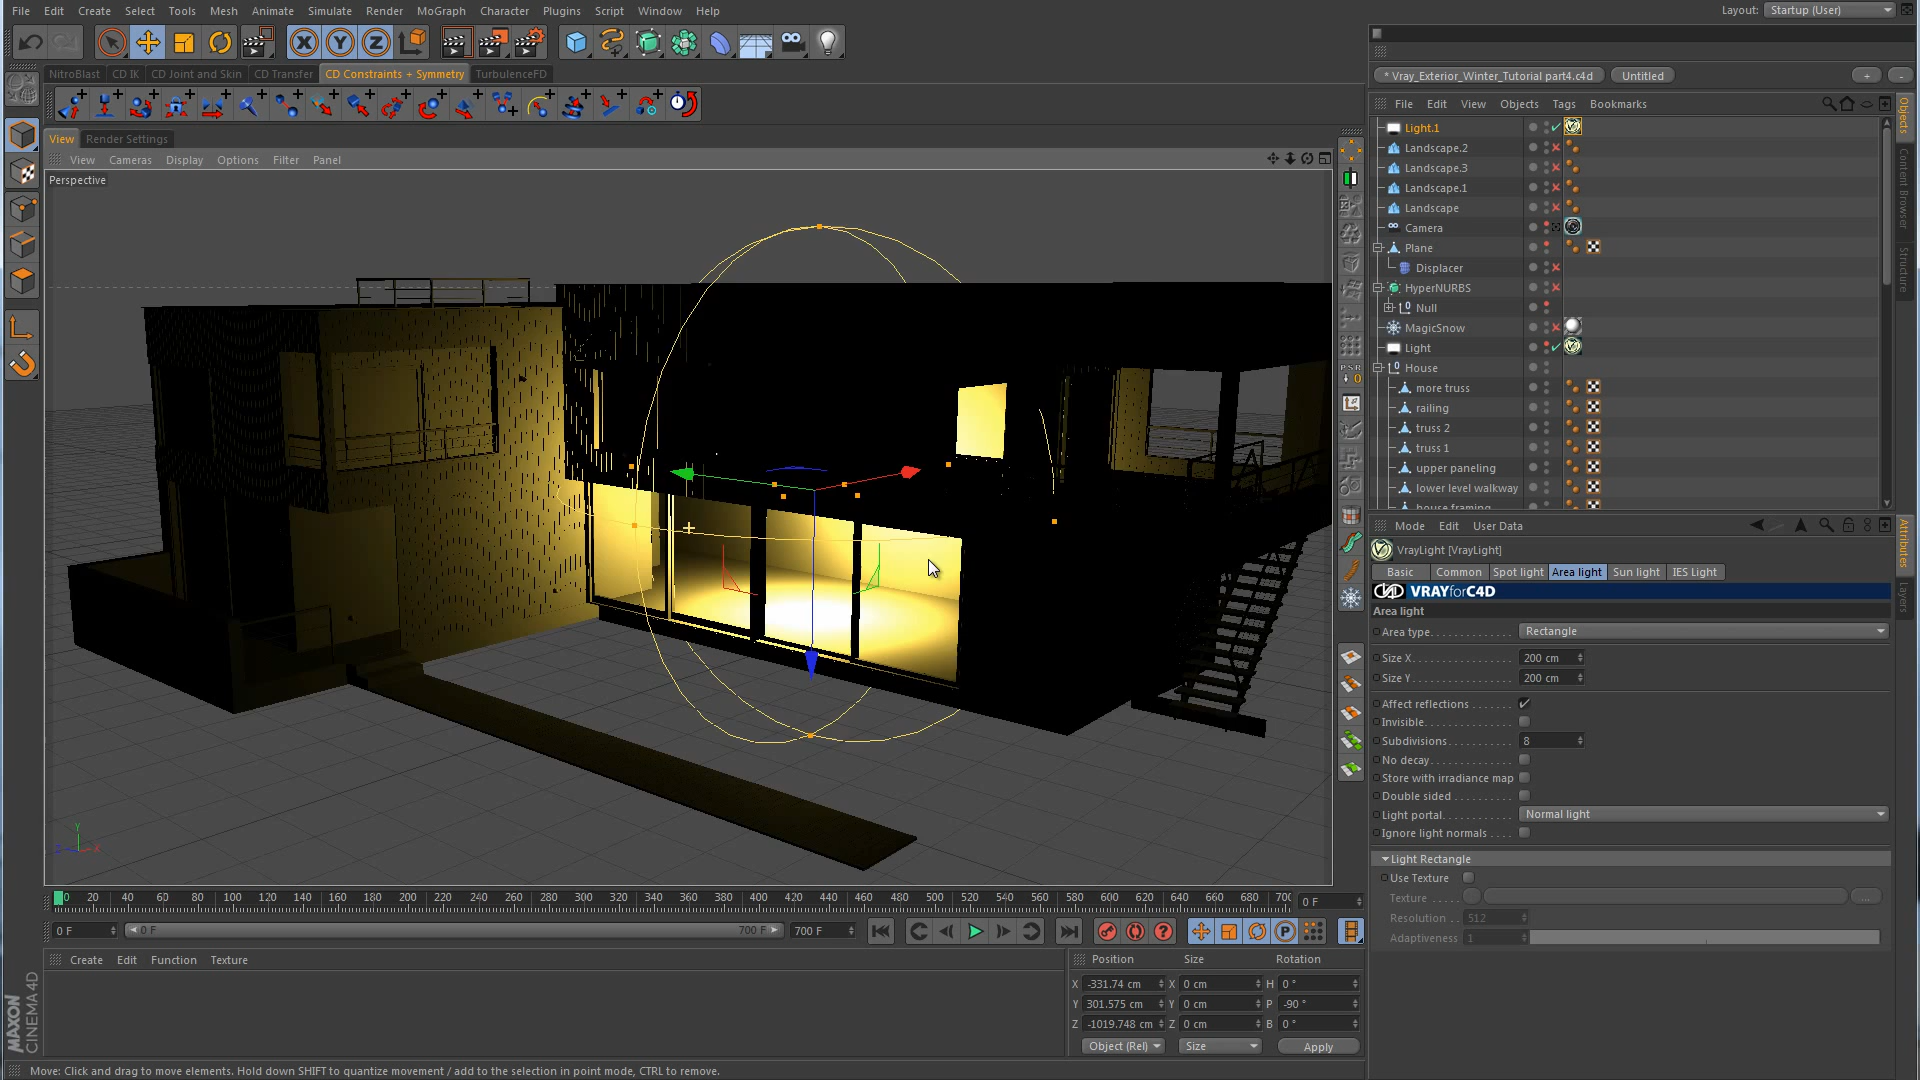 File Edit Create Select Tools Mesh Animate Simulate Render MoGraph Character Plugins Script Window Help
Layout: Startup (User)
NitroBlast CD IK CD Joint and Skin CD Transfer CD Constraints + Symmetry TurbulenceFD
* Vray_Exterior_Winter_Tutorial part4.c4d Untitled + -
File Edit View Objects Tags Bookmarks
View Render Settings
View Cameras Display Options Filter Panel
Perspective
Light.1
Landscape.2
Landscape.3
Landscape.1
Landscape
Camera
Plane
Displacer
HyperNURBS
Null
MagicSnow
Light
House
more truss
railing
truss 2
truss 1
upper paneling
lower level walkway
house framing
Objects
Content Browser
Structure
PSR
0
Mode Edit User Data
VrayLight [VrayLight]
Basic Common Spot light Area light Sun light IES Light
VRAYforC4D
Area light
Area type Rectangle
Size X 200 cm
Size Y 200 cm
Affect reflections
Invisible
Subdivisions 8
No decay
Store with irradiance map
Double sided
Light portal Normal light
Ignore light normals
Light Rectangle
Use Texture
Texture ...
Resolution 512
Adaptiveness 1
Attributes
Layers
Y
Z X
0 20 40 60 80 100 120 140 160 180 200 220 240 260 280 300 320 340 360 380 400 420 440 460 480 500 520 540 560 580 600 620 640 660 680 700 0 F
0 F 0 F 700 F 700 F
Create Edit Function Texture
Position Size Rotation
X -331.74 cm X 0 cm H 0 °
Y 301.575 cm Y 0 cm P -90 °
Z -1019.748 cm Z 0 cm B 0 °
Object (Rel) Size Apply
MAXON
CINEMA 4D
Move: Click and drag to move elements. Hold down SHIFT to quantize movement / add to the selection in point mode, CTRL to remove.